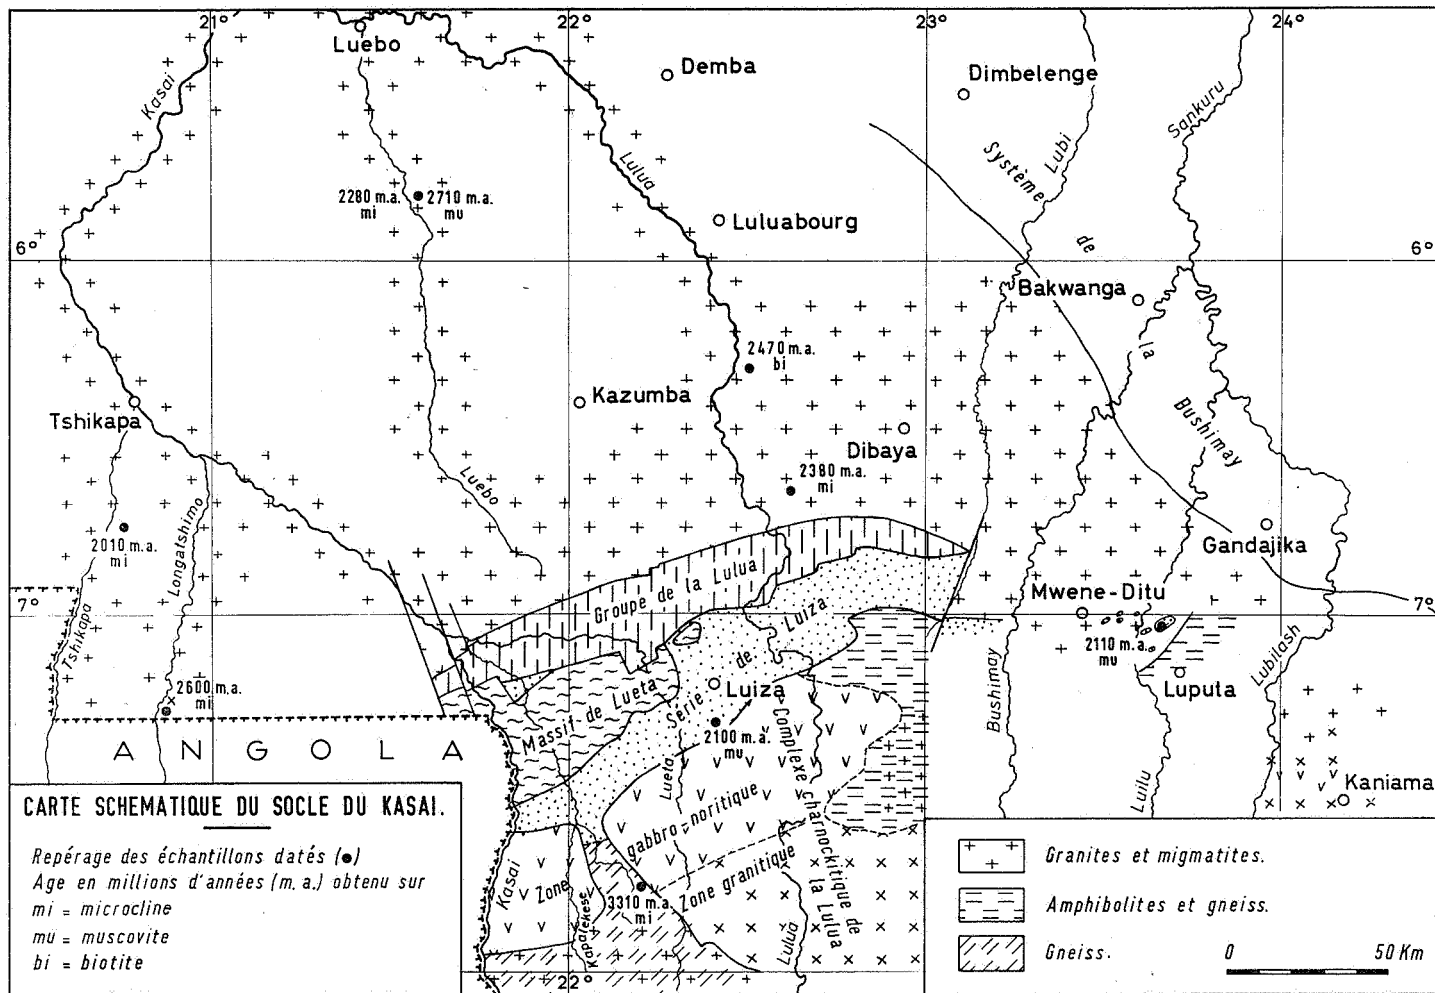 21°
22°
23°
24°
Luebo
Demba
Dimbelenge
Kasai
Sankuru
Lubi
Système
de
la
Bushimay
Lulua
2280 m.a.
mi
2710 m.a.
mu
Luluabourg
6°
6°
Bakwanga
2470 m.a.
bi
Kazumba
Tshikapa
Dibaya
2380 m.a.
mi
Luebo
Longatshimo
2010 m.a.
mi
Gandajika
Groupe de la Lulua
Mwene-Ditu
7°
7°
Tshikapa
Série de Luiza
2110 m.a.
mu
Luputa
Lubilash
Bushimay
2600 m.a.
mi
Massif de Lueta
Luiza
2100 m.a.
mu
Complexe charnockitique de
la Lulua
ANGOLA
Lueta
Luilu
Kaniama
Zone gabbro-noritique
Zone granitique
Kasai
3310 m.a.
mi
Lulua
22°
CARTE SCHEMATIQUE DU SOCLE DU KASAI.
Repérage des échantillons datés (●)
Age en millions d'années (m.a.) obtenu sur
mi = microcline
mu = muscovite
bi = biotite
Granites et migmatites.
Amphibolites et gneiss.
Gneiss.
0 50 Km